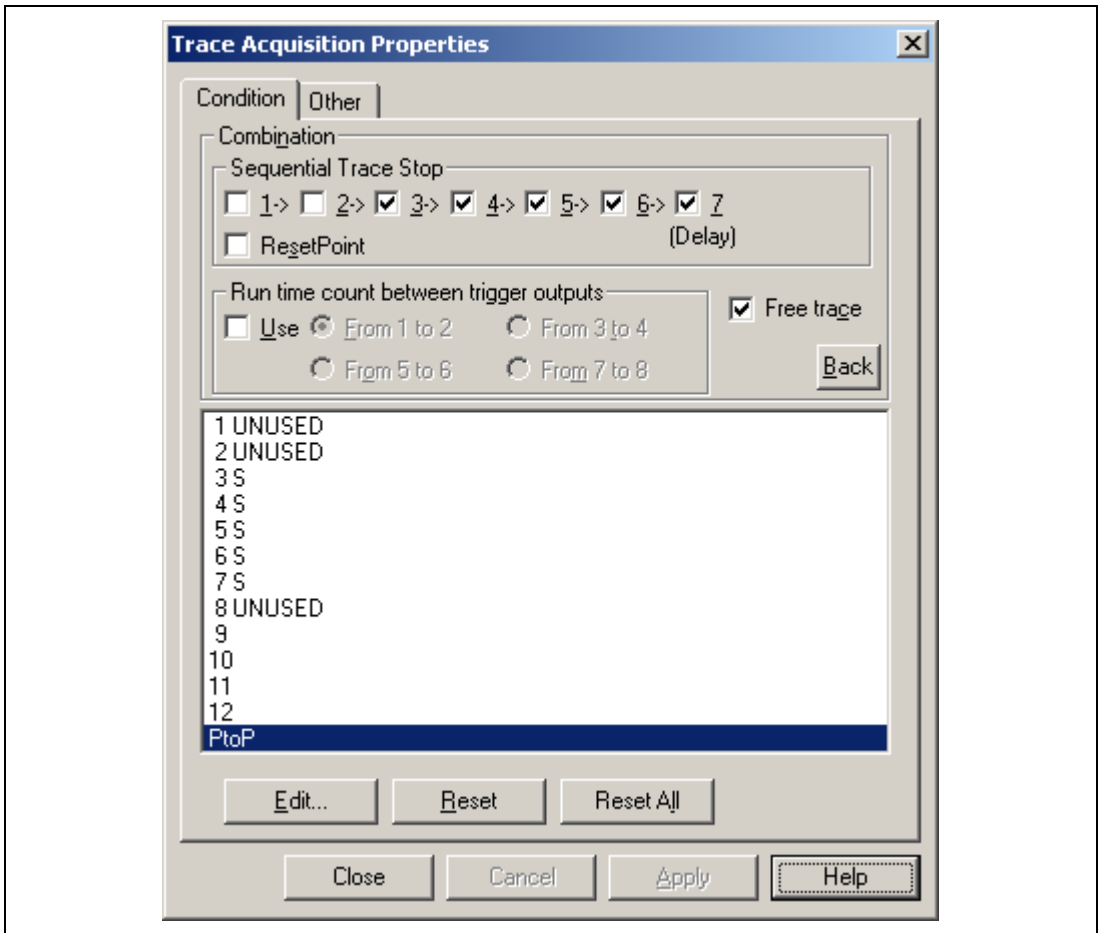 Trace Acquisition Properties
Condition Other
Combination
Sequential Trace Stop
1-> 2-> 3-> 4-> 5-> 6-> 7
(Delay)
ResetPoint
Run time count between trigger outputs
Use From 1 to 2 From 3 to 4
From 5 to 6 From 7 to 8
Free trace
Back
1 UNUSED
2 UNUSED
3 S
4 S
5 S
6 S
7 S
8 UNUSED
9
10
11
12
PtoP
Edit... Reset Reset All
Close Cancel Apply Help